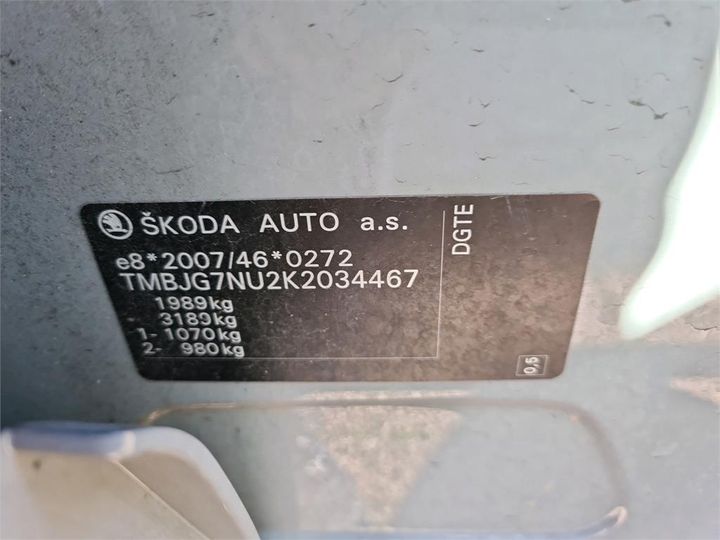 ŠKODA AUTO a.s.
e8*2007/46*0272
TMBJG7NU2K2034467
1989kg
- 3189kg
1- 1070kg
2- 980kg
DGTE
0,5